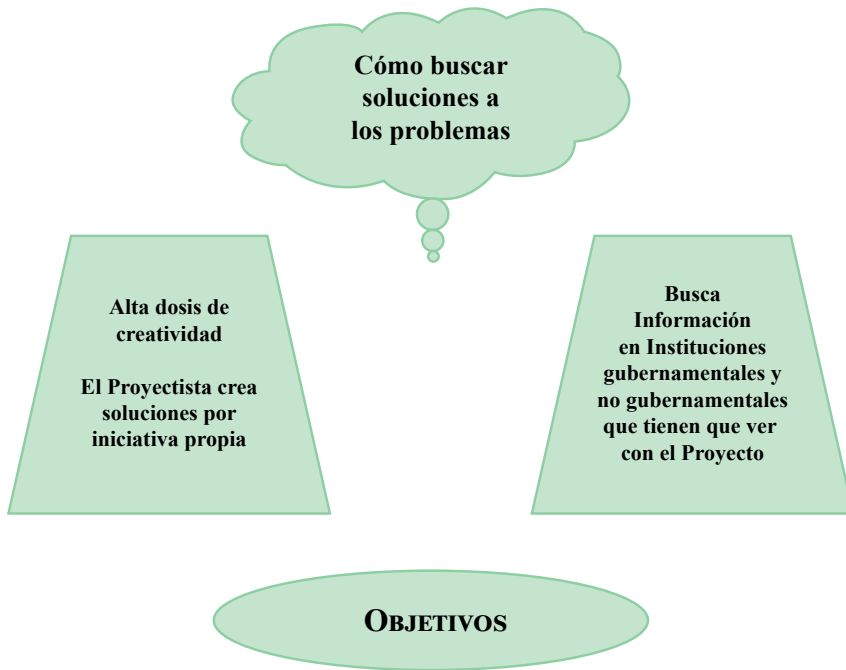 Cómo buscar
soluciones a
los problemas
Alta dosis de
creatividad
El Proyectista crea
soluciones por
iniciativa propia
Busca
Información
en Instituciones
gubernamentales y
no gubernamentales
que tienen que ver
con el Proyecto
OBJETIVOS